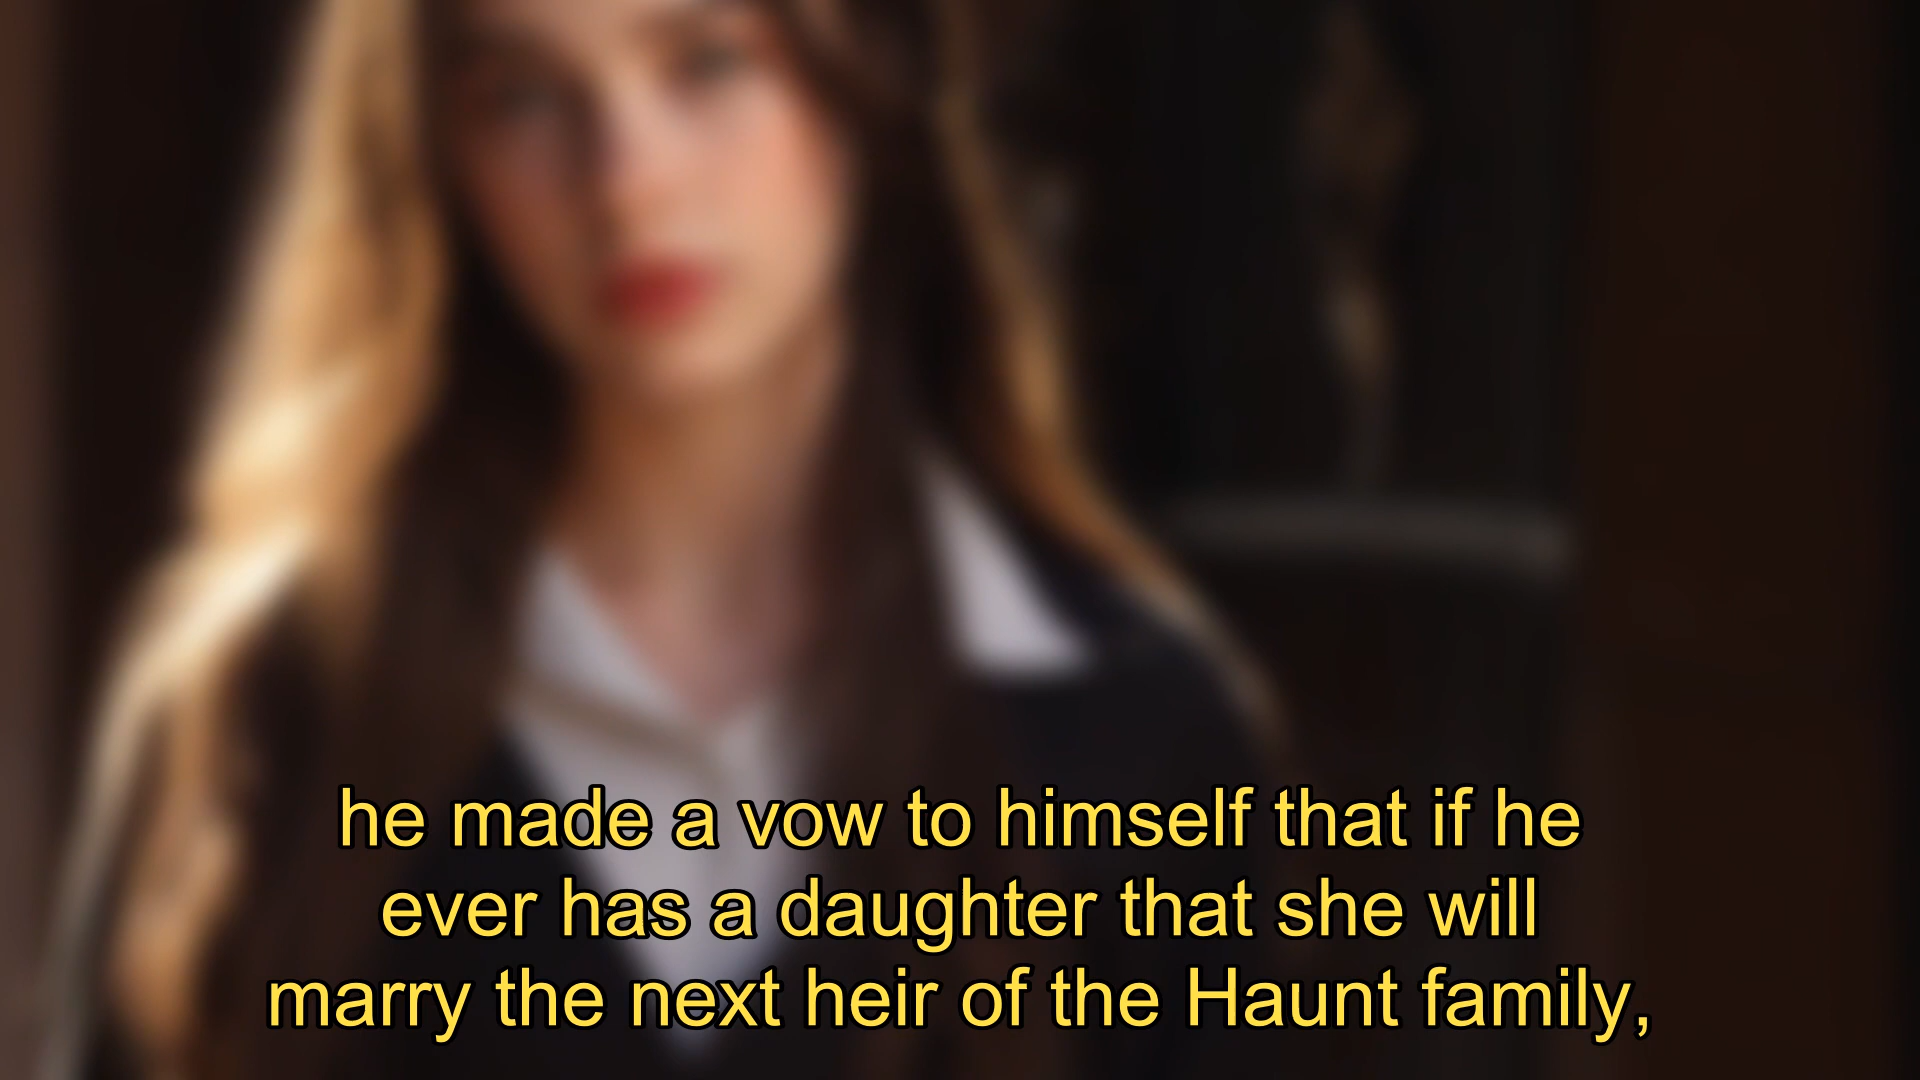 he made a vow to himself that if he
ever has a daughter that she will
marry the next heir of the Haunt family,